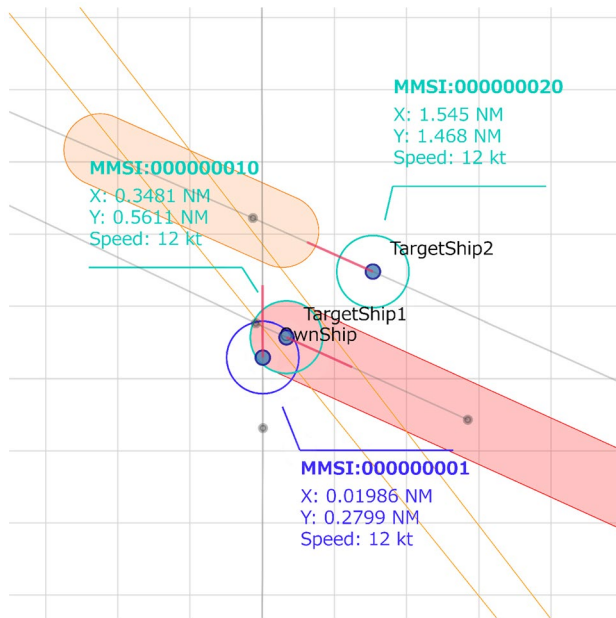 MMSI:000000020
X: 1.545 NM
Y: 1.468 NM
Speed: 12 kt
MMSI:000000010
X: 0.3481 NM
Y: 0.5611 NM
Speed: 12 kt
TargetShip2
TargetShip1
OwnShip
MMSI:000000001
X: 0.01986 NM
Y: 0.2799 NM
Speed: 12 kt